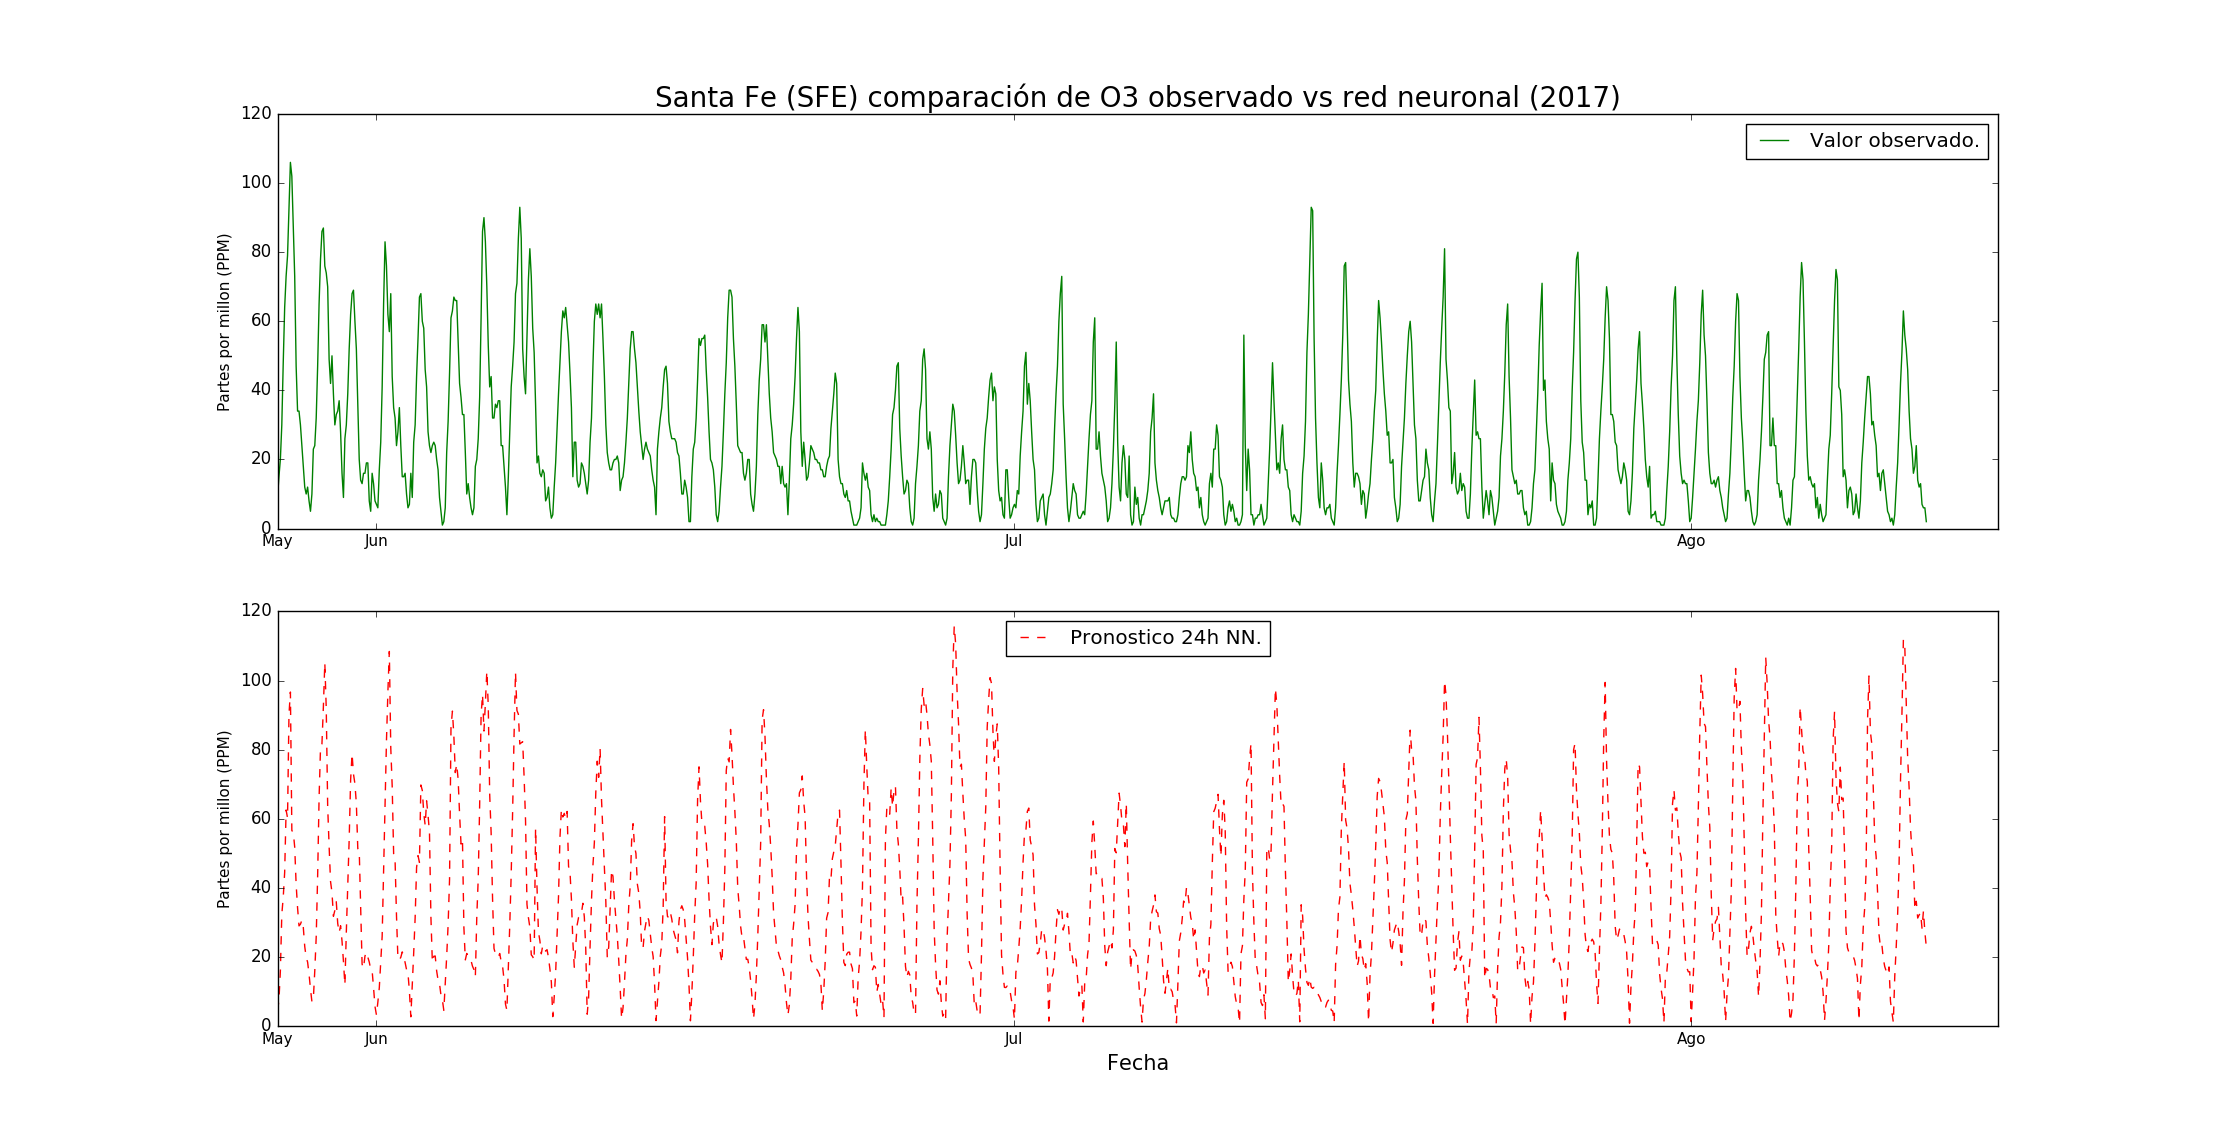 Santa Fe (SFE) comparación de O3 observado vs red neuronal (2017)
120
100
80
60
40
20
0
Partes por millon (PPM)
Valor observado.
May Jun Jul Ago
120
100
80
60
40
20
0
Partes por millon (PPM)
Pronostico 24h NN.
May Jun Jul Ago
Fecha